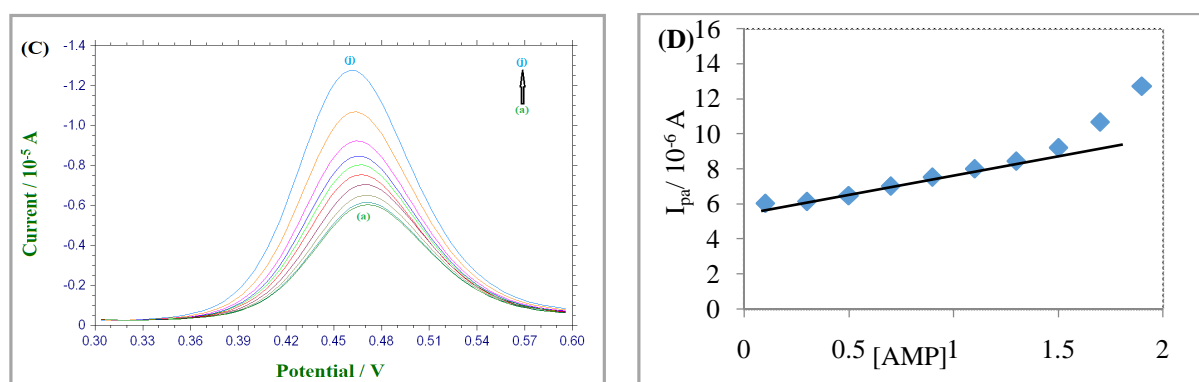 (C)
-1.4
-1.2
-1.0
-0.8
-0.6
-0.4
-0.2
0
Current / 10⁻⁵ A
(j)
(a)
(j)
(a)
0.30 0.33 0.36 0.39 0.42 0.45 0.48 0.51 0.54 0.57 0.60
Potential / V
(D)
16
14
12
10
8
6
4
2
0
Iₚₐ/ 10⁻⁶ A
0 0.5 1 1.5 2
[AMP]